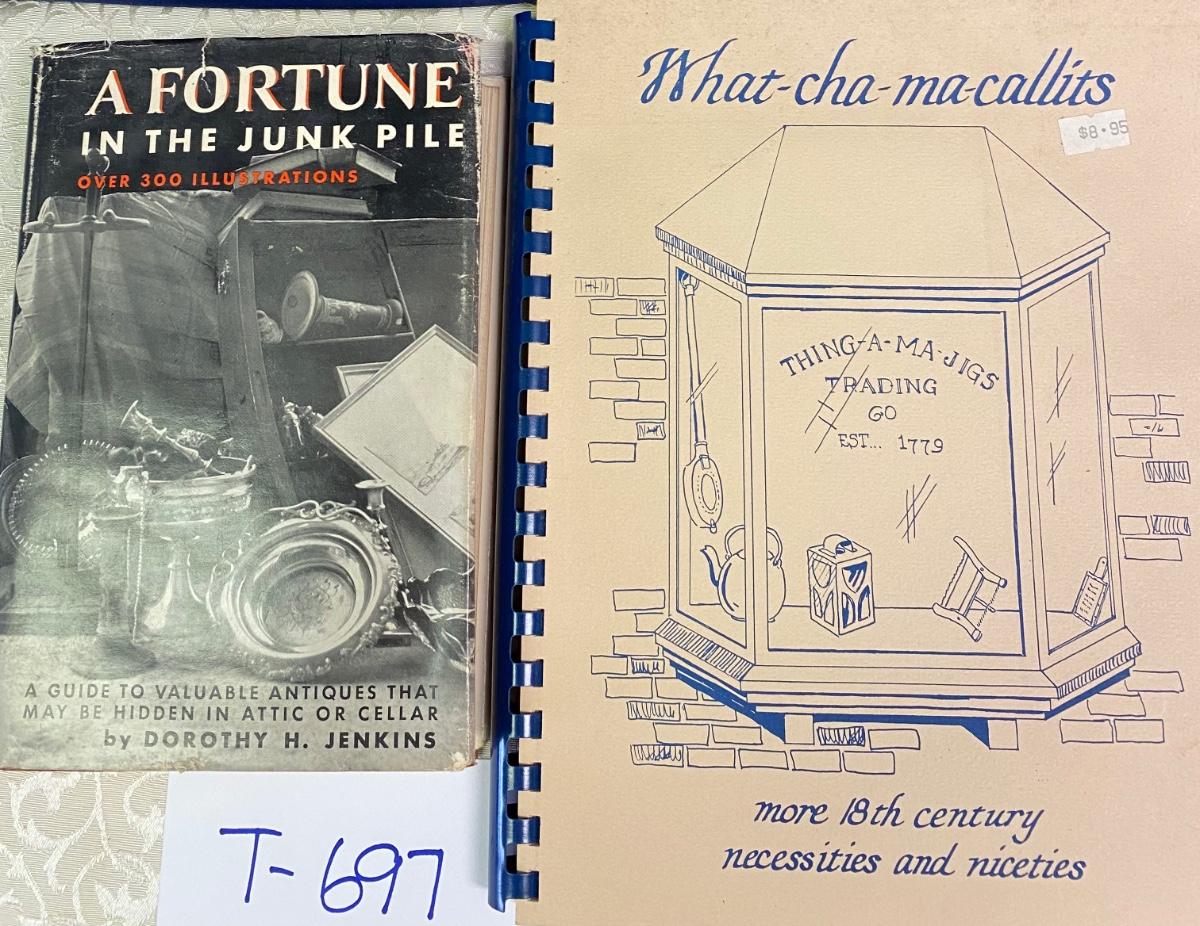 A FORTUNE
IN THE JUNK PILE
OVER 300 ILLUSTRATIONS
A GUIDE TO VALUABLE ANTIQUES THAT
MAY BE HIDDEN IN ATTIC OR CELLAR
by DOROTHY H. JENKINS
T-697
What-cha-ma-callits
$8.95
THING-A-MA-JIGS
TRADING
GO
EST... 1779
more 18th century
necessities and niceties